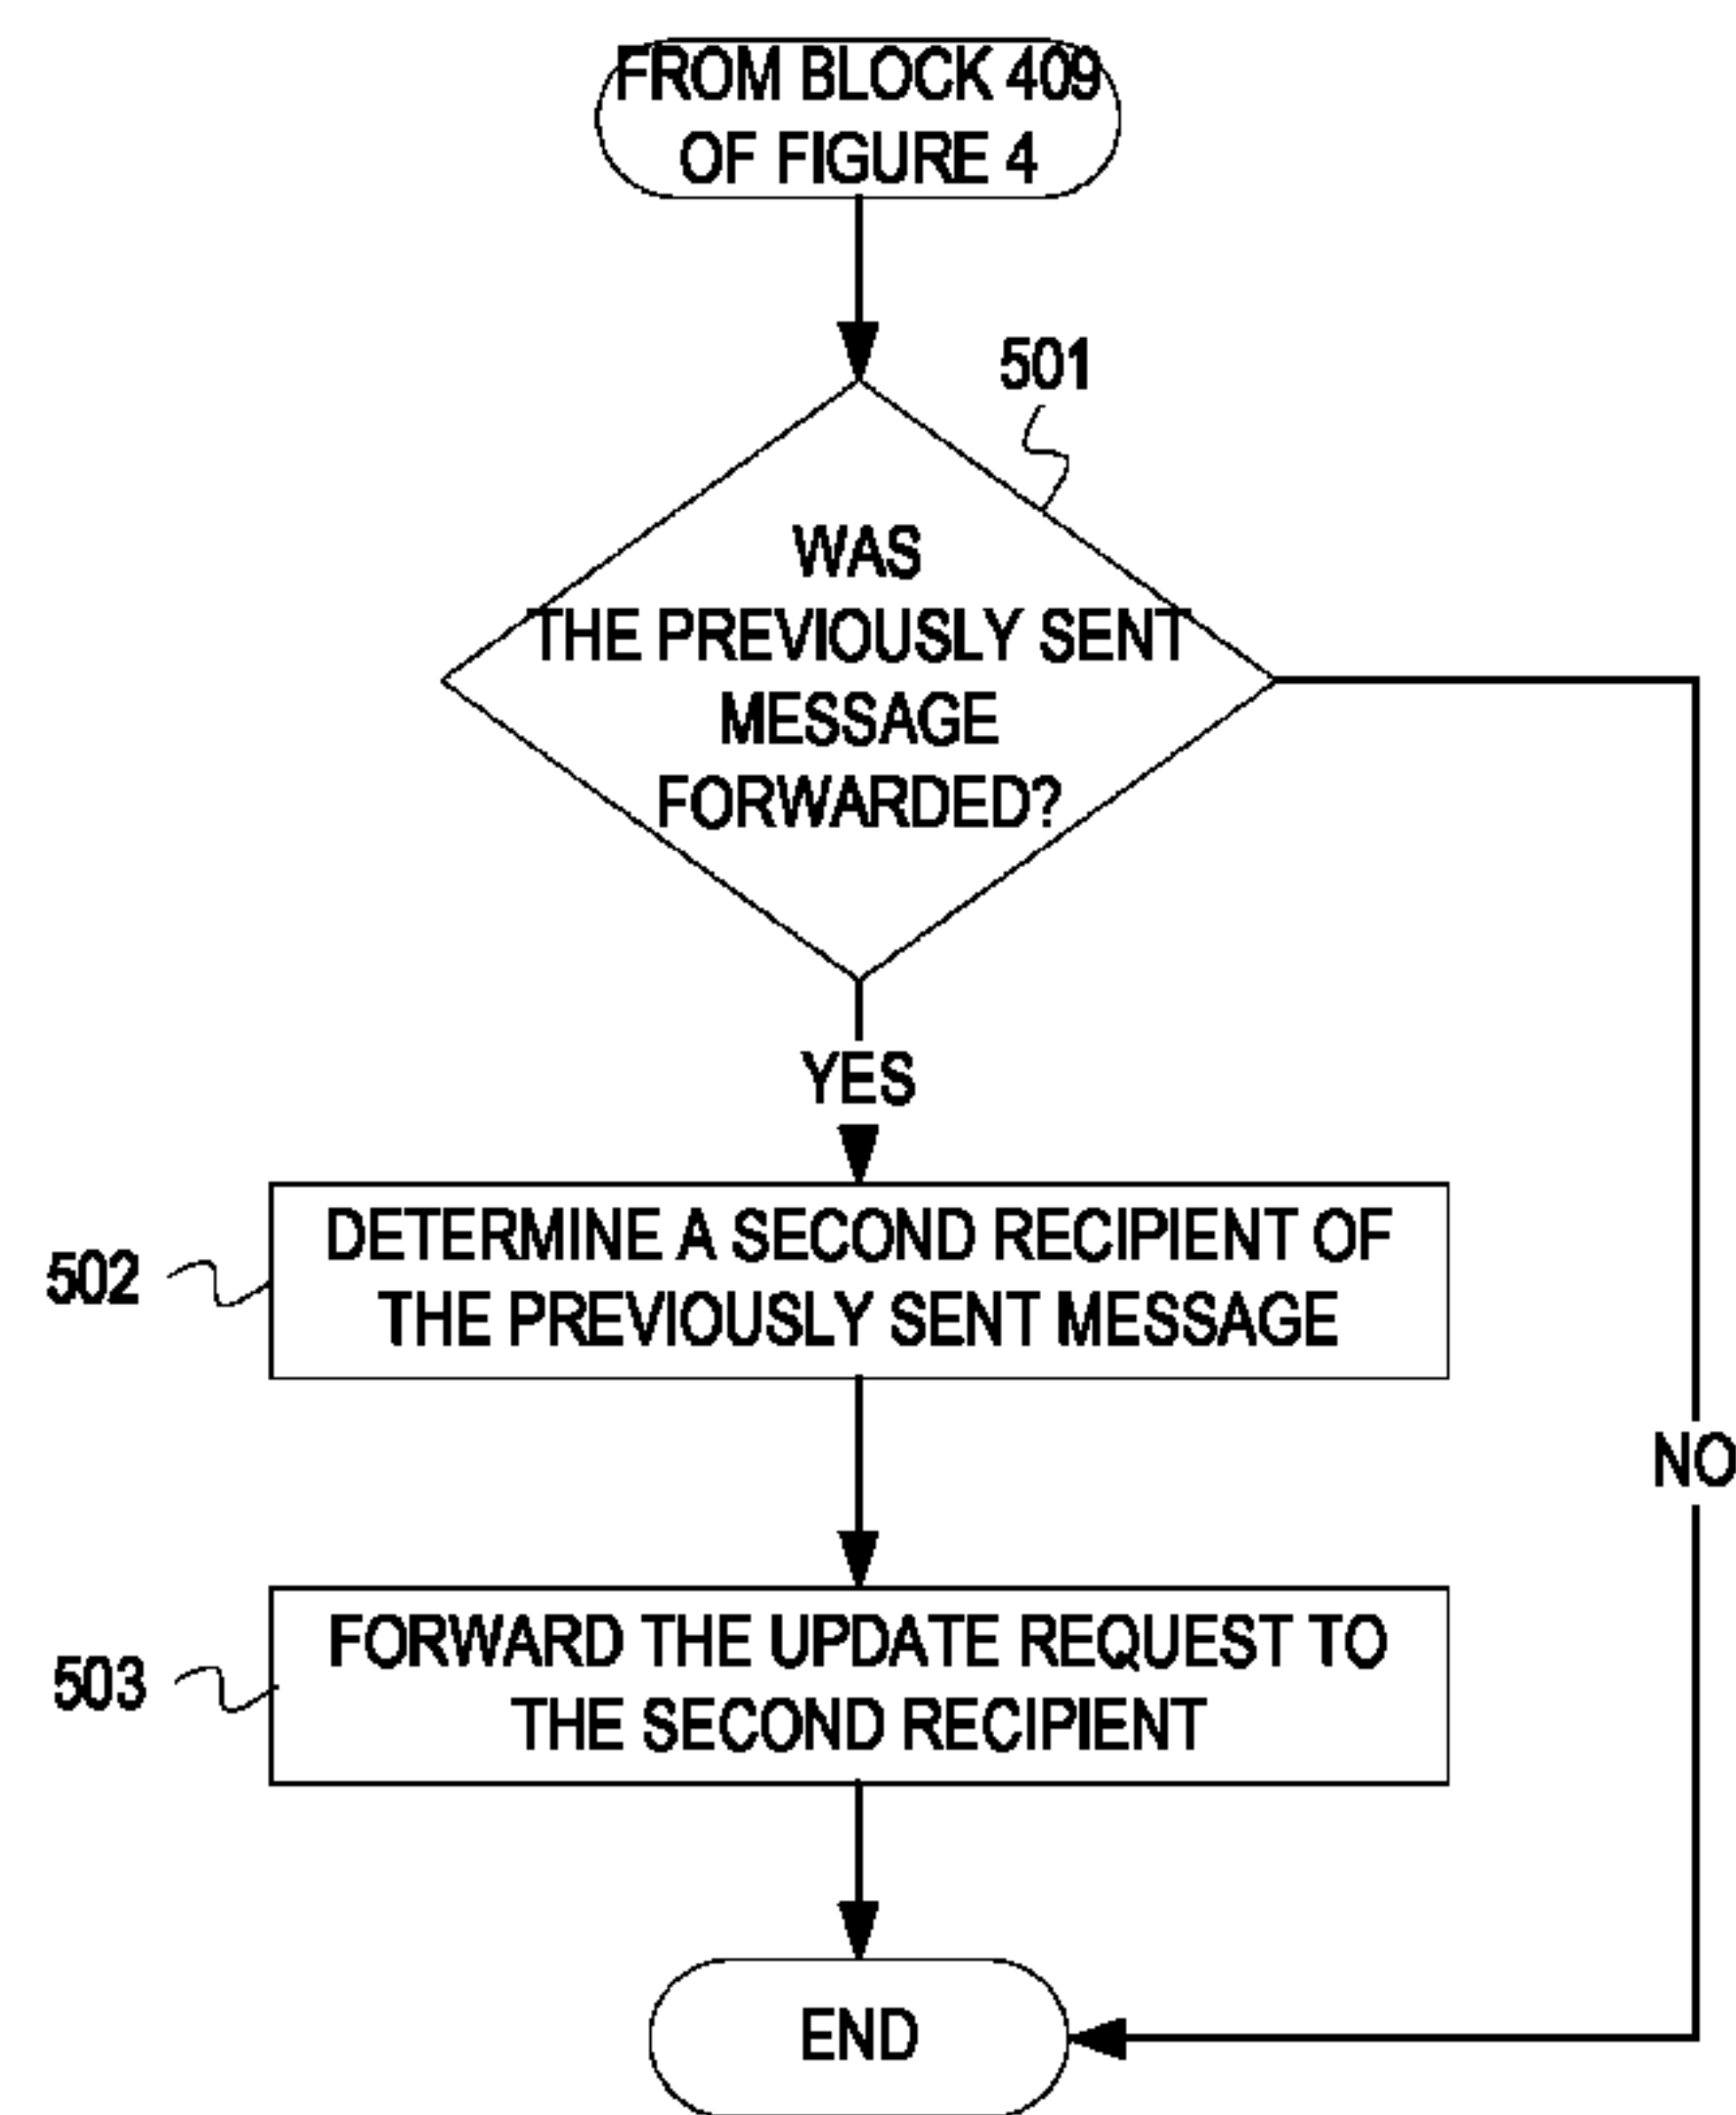 FROM BLOCK 409
OF FIGURE 4
501
WAS
THE PREVIOUSLY SENT
MESSAGE
FORWARDED?
YES
502
DETERMINE A SECOND RECIPIENT OF
THE PREVIOUSLY SENT MESSAGE
NO
503
FORWARD THE UPDATE REQUEST TO
THE SECOND RECIPIENT
END